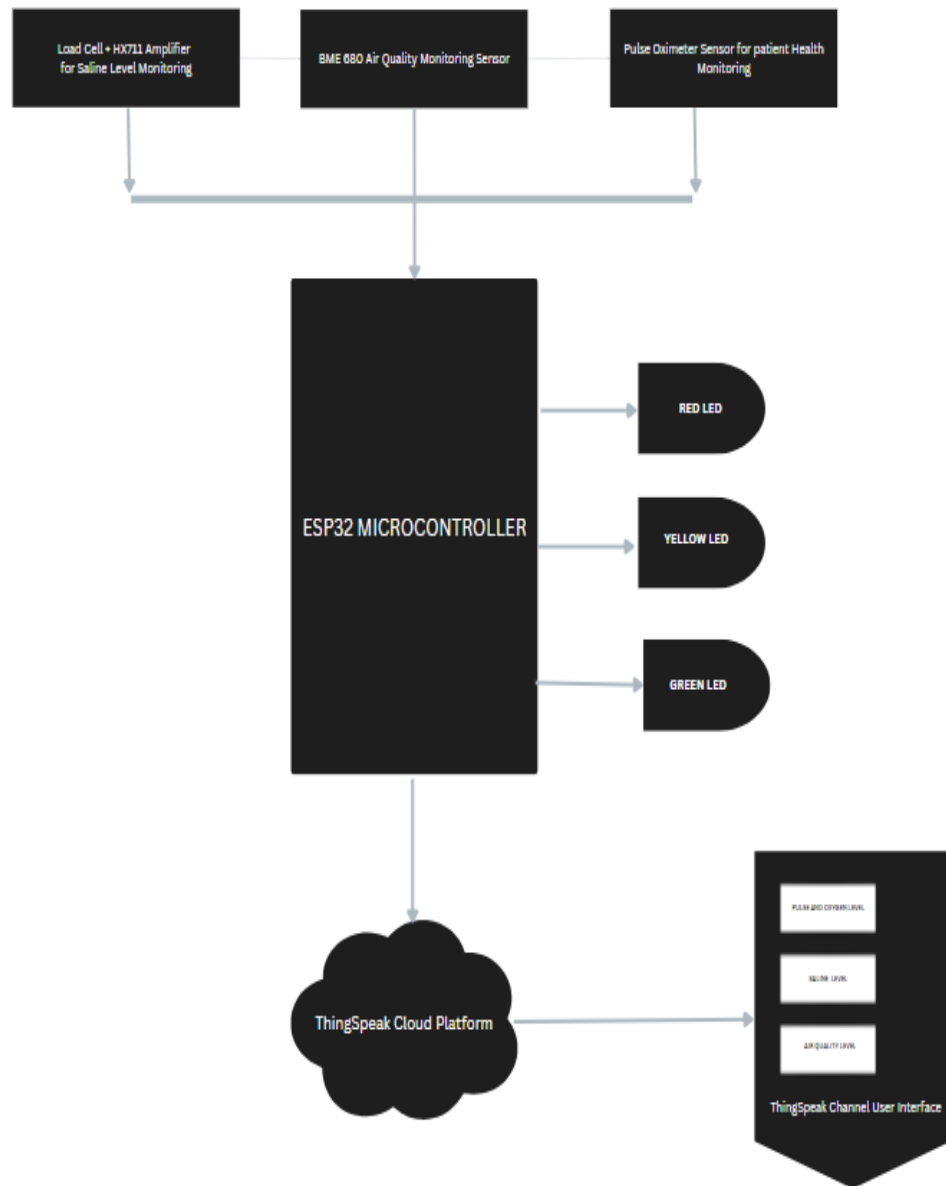 Load Cell + HX711 Amplifier
for Saline Level Monitoring
BME 680 Air Quality Monitoring Sensor
Pulse Oximeter Sensor for patient Health
Monitoring
ESP32 MICROCONTROLLER
RED LED
YELLOW LED
GREEN LED
ThingSpeak Cloud Platform
PULSE AND OXYGEN LEVEL
SALINE LEVEL
AIR QUALITY LEVEL
ThingSpeak Channel User Interface